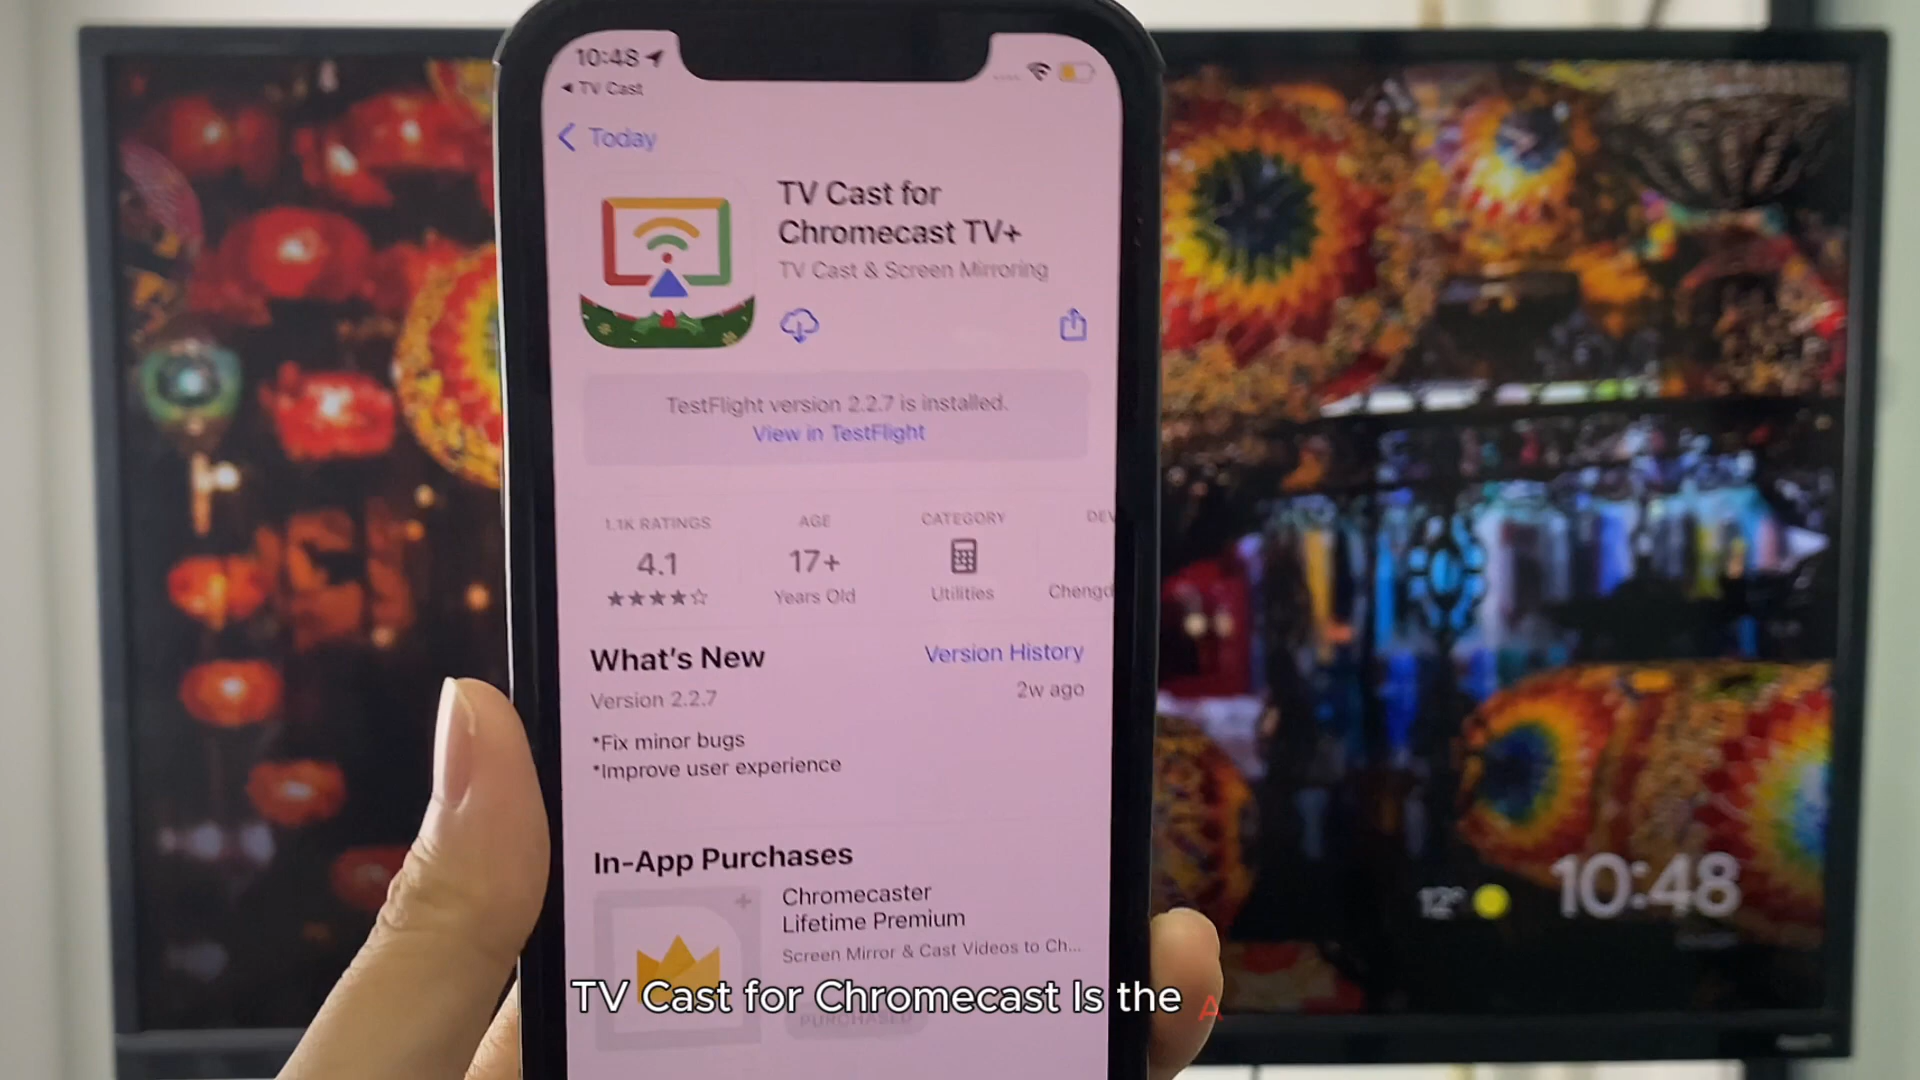 10:48
◀ TV Cast
Today
TV Cast for
Chromecast TV+
TV Cast & Screen Mirroring
TestFlight version 2.2.7 is installed.
View in TestFlight
1.1K RATINGS
AGE
CATEGORY
DEV
4.1
17+
★★★★☆
Years Old
Utilities
Chengd
What's New
Version History
Version 2.2.7
2w ago
*Fix minor bugs
*Improve user experience
In-App Purchases
Chromecaster
Lifetime Premium
Screen Mirror & Cast Videos to Ch...
PURCHASED
TV Cast for Chromecast Is the A
12°
10:48